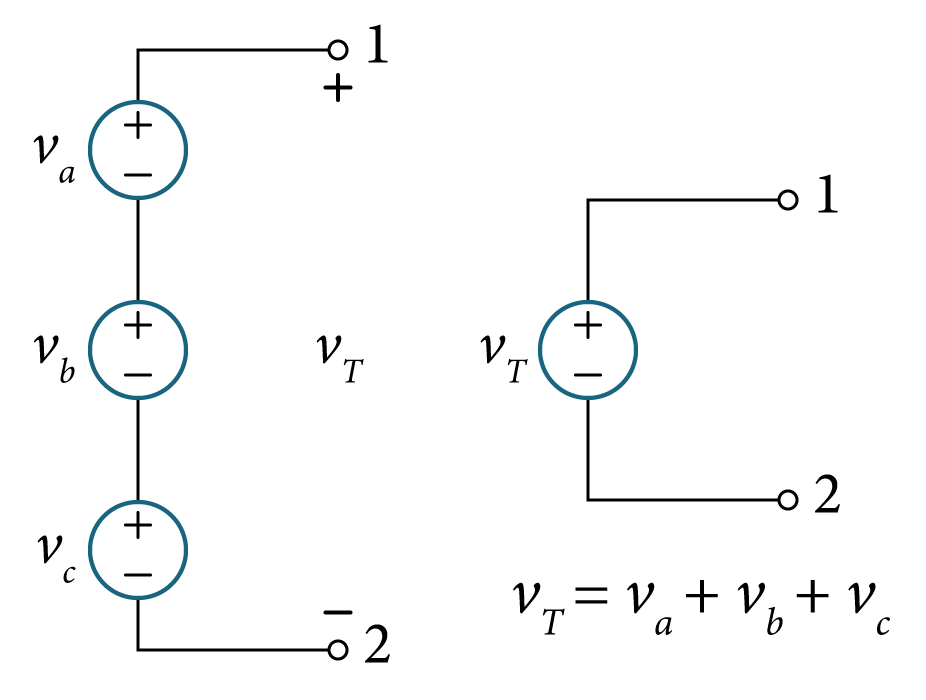 1
+
+
−
v_a
+
−
v_b
v_T
+
−
v_c
−
2
1
+
−
v_T
2
v_T = v_a + v_b + v_c